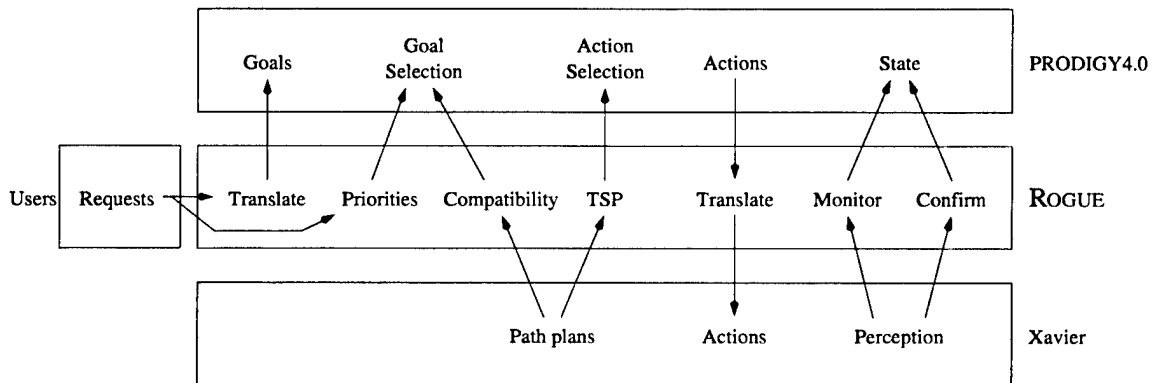 Goals
Goal
Selection
Action
Selection
Actions
State
PRODIGY4.0
Users
Requests
Translate
Priorities
Compatibility
TSP
Translate
Monitor
Confirm
ROGUE
Path plans
Actions
Perception
Xavier